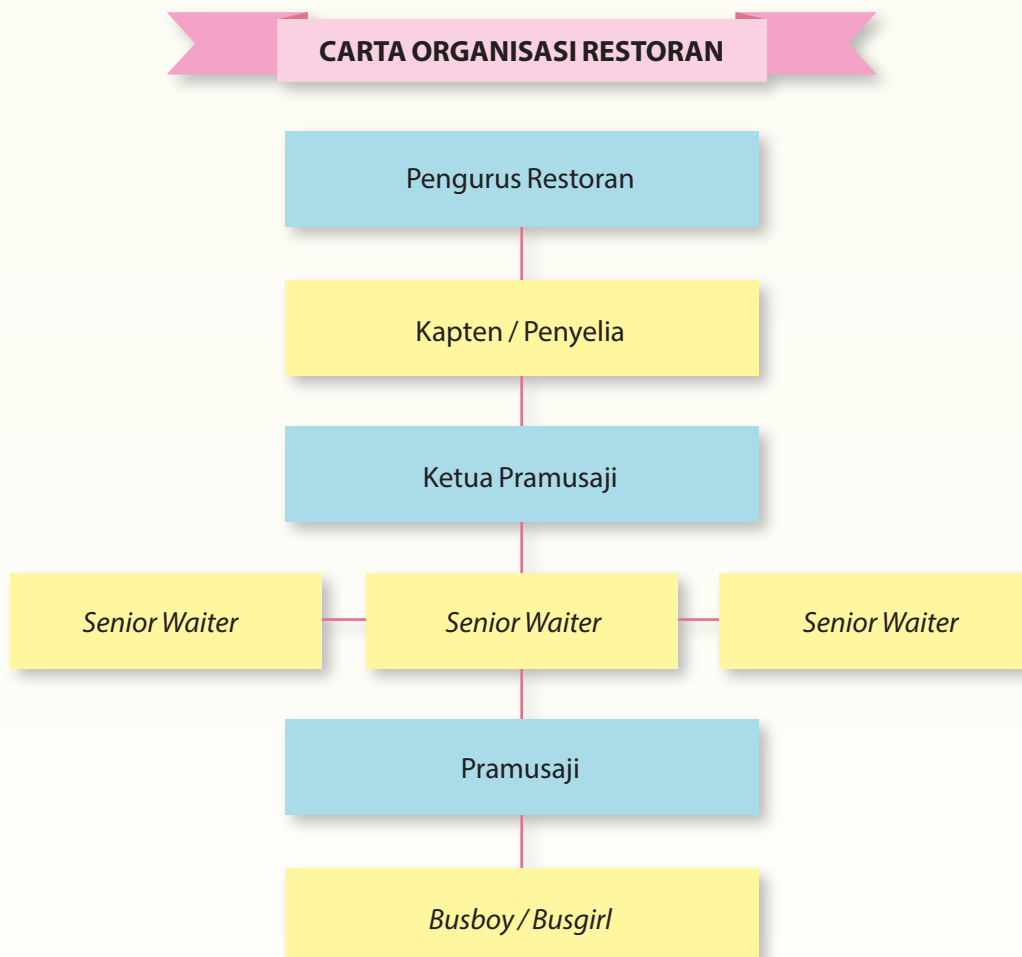 CARTA ORGANISASI RESTORAN
Pengurus Restoran
Kapten / Penyelia
Ketua Pramusaji
Senior Waiter
Senior Waiter
Senior Waiter
Pramusaji
Busboy / Busgirl